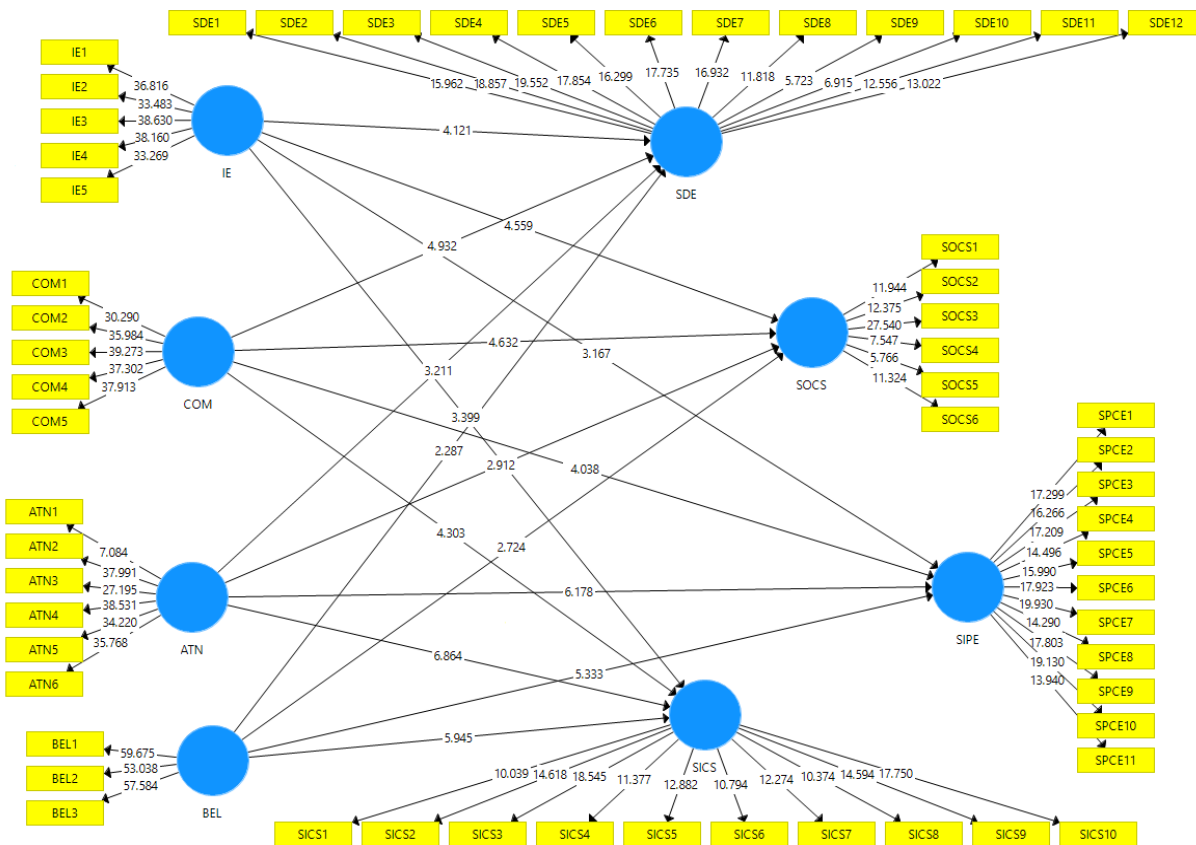 SDE1
SDE2
SDE3
SDE4
SDE5
SDE6
SDE7
SDE8
SDE9
SDE10
SDE11
SDE12
15.962
18.857
19.552
17.854
16.299
17.735
16.932
11.818
5.723
6.915
12.556
13.022
SDE
IE1
IE2
IE3
IE4
IE5
36.816
33.483
38.630
38.160
33.269
IE
4.121
4.559
4.932
3.167
COM1
COM2
COM3
COM4
COM5
30.290
35.984
39.273
37.302
37.913
COM
4.632
3.211
3.399
2.287
2.912
4.038
4.303
2.724
SOCS1
SOCS2
SOCS3
SOCS4
SOCS5
SOCS6
11.944
12.375
27.540
7.547
5.766
11.324
SOCS
ATN1
ATN2
ATN3
ATN4
ATN5
ATN6
7.084
37.991
27.195
38.531
34.220
35.768
ATN
6.178
6.864
5.333
5.945
SPCE1
SPCE2
SPCE3
SPCE4
SPCE5
SPCE6
SPCE7
SPCE8
SPCE9
SPCE10
SPCE11
17.299
16.266
17.209
14.496
15.990
17.923
19.930
14.290
17.803
19.130
13.940
SIPE
BEL1
BEL2
BEL3
59.675
53.038
57.584
BEL
SICS
10.039
14.618
18.545
11.377
12.882
10.794
12.274
10.374
14.594
17.750
SICS1
SICS2
SICS3
SICS4
SICS5
SICS6
SICS7
SICS8
SICS9
SICS10